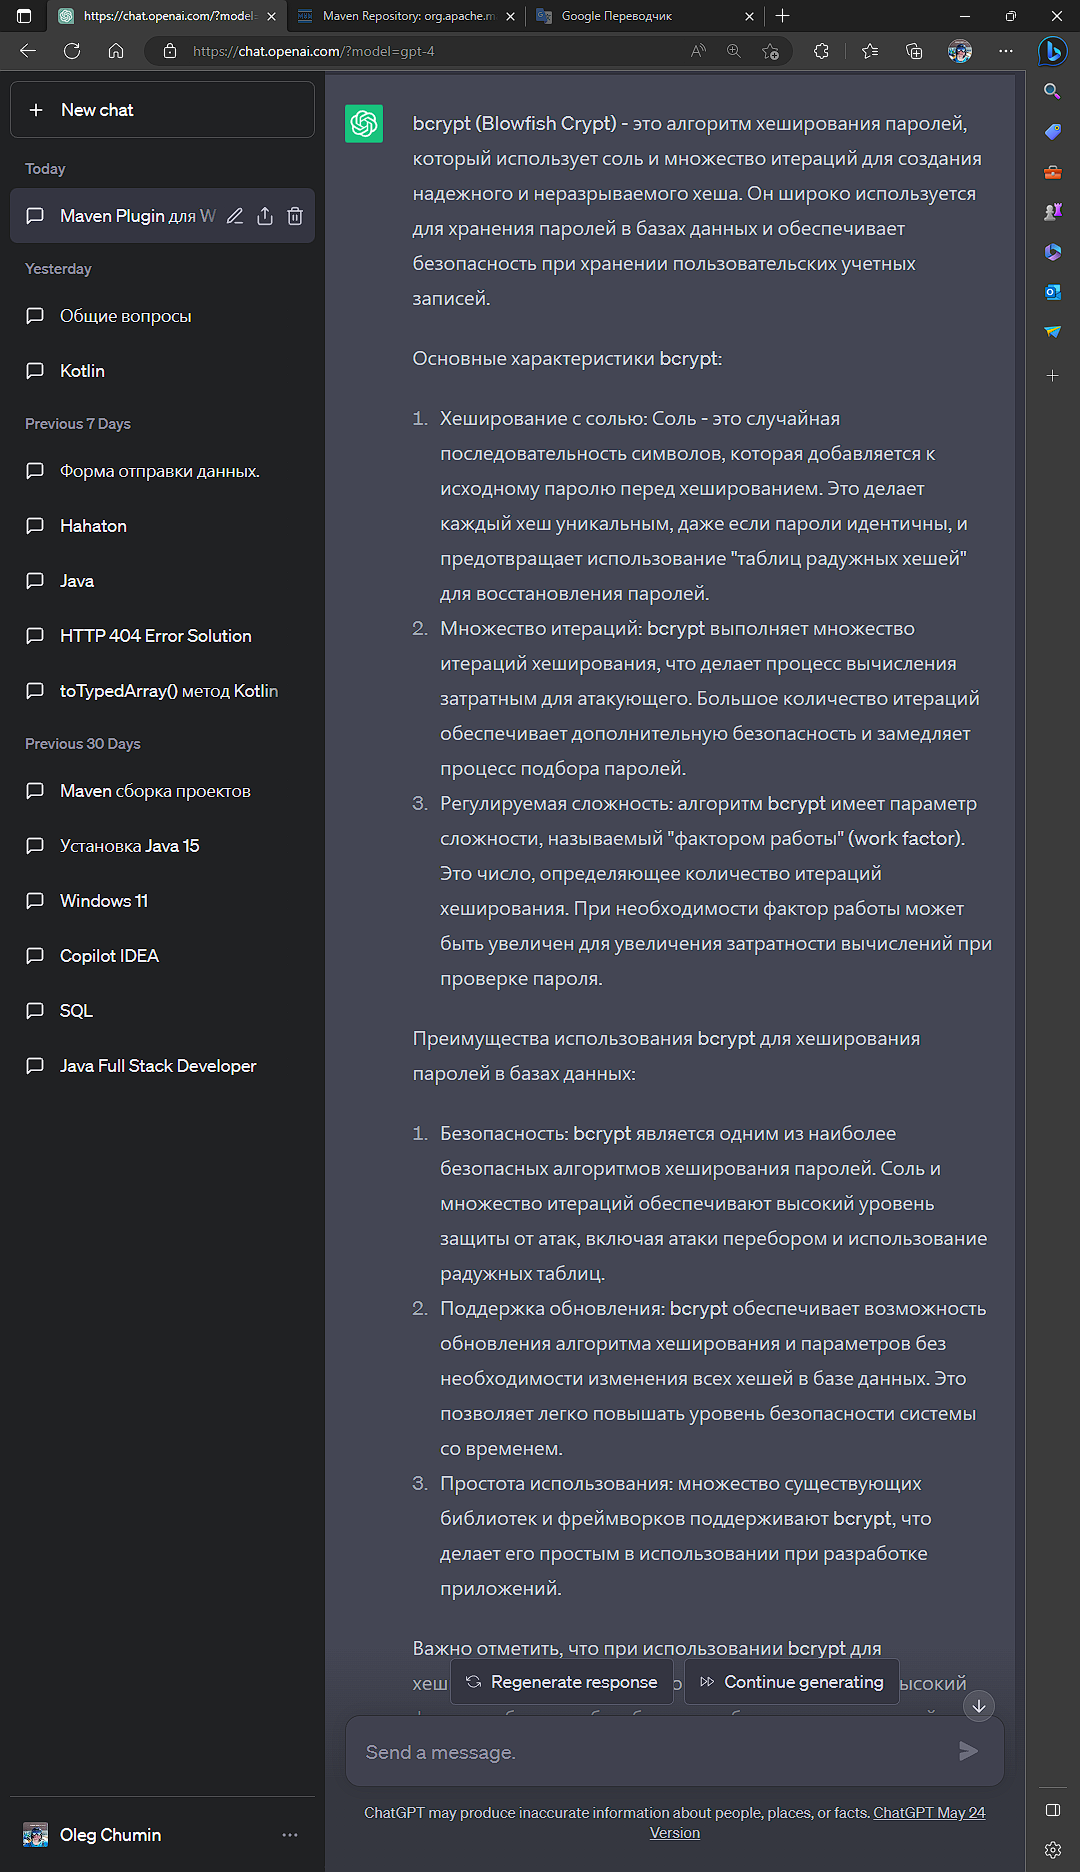 https://chat.openai.com/?model=
Maven Repository: org.apache.m
Google Переводчик
https://chat.openai.com/?model=gpt-4
New chat
Today
Maven Plugin для W
Yesterday
Общие вопросы
Kotlin
Previous 7 Days
Форма отправки данных.
Hahaton
Java
HTTP 404 Error Solution
toTypedArray() метод Kotlin
Previous 30 Days
Maven сборка проектов
Установка Java 15
Windows 11
Copilot IDEA
SQL
Java Full Stack Developer
Oleg Chumin
bcrypt (Blowfish Crypt) - это алгоритм хеширования паролей,
который использует соль и множество итераций для создания
надежного и неразрываемого хеша. Он широко используется
для хранения паролей в базах данных и обеспечивает
безопасность при хранении пользовательских учетных
записей.
Основные характеристики bcrypt:
1. Хеширование с солью: Соль - это случайная
последовательность символов, которая добавляется к
исходному паролю перед хешированием. Это делает
каждый хеш уникальным, даже если пароли идентичны, и
предотвращает использование "таблиц радужных хешей"
для восстановления паролей.
2. Множество итераций: bcrypt выполняет множество
итераций хеширования, что делает процесс вычисления
затратным для атакующего. Большое количество итераций
обеспечивает дополнительную безопасность и замедляет
процесс подбора паролей.
3. Регулируемая сложность: алгоритм bcrypt имеет параметр
сложности, называемый "фактором работы" (work factor).
Это число, определяющее количество итераций
хеширования. При необходимости фактор работы может
быть увеличен для увеличения затратности вычислений при
проверке пароля.
Преимущества использования bcrypt для хеширования
паролей в базах данных:
1. Безопасность: bcrypt является одним из наиболее
безопасных алгоритмов хеширования паролей. Соль и
множество итераций обеспечивают высокий уровень
защиты от атак, включая атаки перебором и использование
радужных таблиц.
2. Поддержка обновления: bcrypt обеспечивает возможность
обновления алгоритма хеширования и параметров без
необходимости изменения всех хешей в базе данных. Это
позволяет легко повышать уровень безопасности системы
со временем.
3. Простота использования: множество существующих
библиотек и фреймворков поддерживают bcrypt, что
делает его простым в использовании при разработке
приложений.
Важно отметить, что при использовании bcrypt для
хеш
ысокий
Regenerate response
Continue generating
Send a message.
ChatGPT may produce inaccurate information about people, places, or facts. ChatGPT May 24
Version